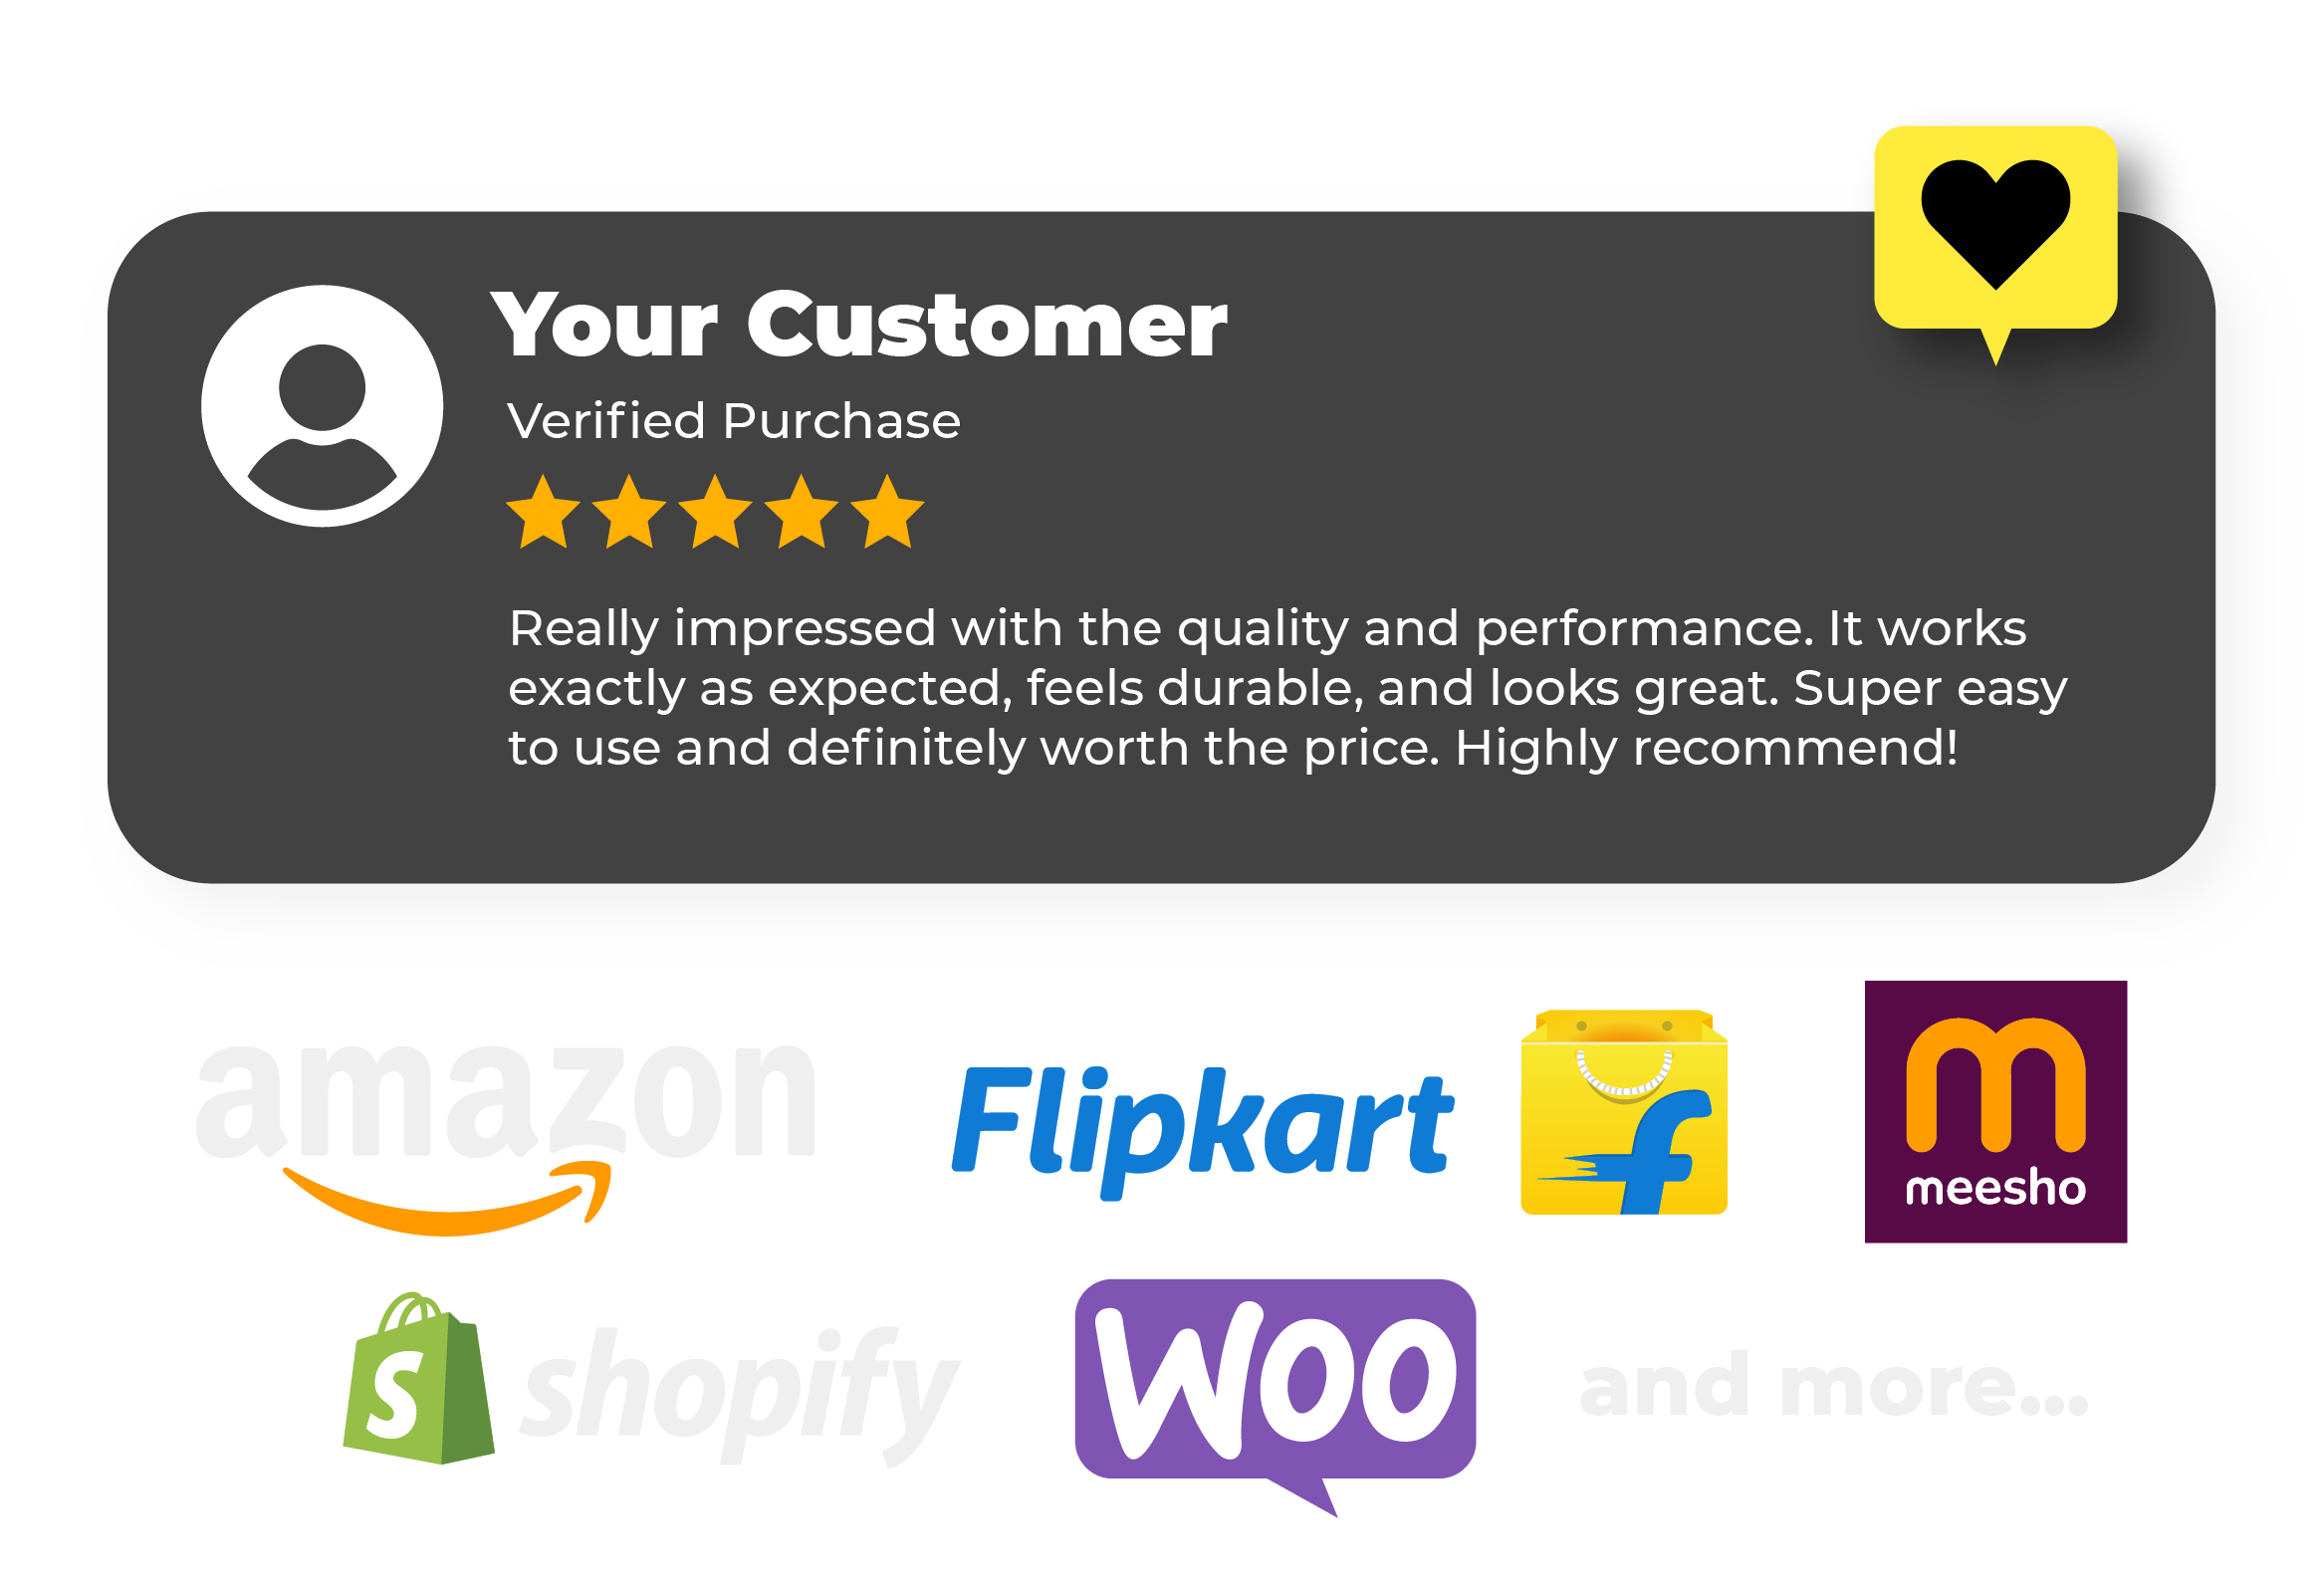 Your Customer
Verified Purchase
Really impressed with the quality and performance. It works
exactly as expected, feels durable, and looks great. Super easy
to use and definitely worth the price. Highly recommend!
amazon
Flipkart
f
m
meesho
S
shopify
Woo
and more...